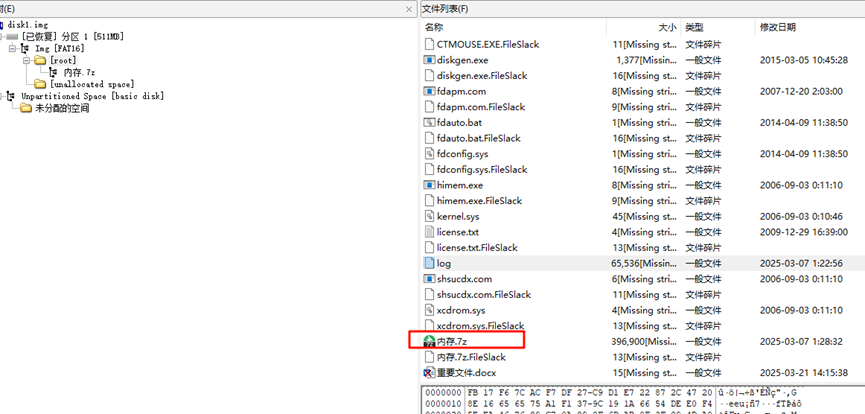 时(E)
disk1.img
[已恢复] 分区 1 [511MB]
Img [FAT16]
[root]
内存.7z
[unallocated space]
Unpartitioned Space [basic disk]
未分配的空间
文件列表(F)
名称 大小 类型 修改日期
CTMOUSE.EXE.FileSlack 11[Missing st... 文件碎片
diskgen.exe 1,377[Missin... 一般文件 2015-03-05 10:45:28
diskgen.exe.FileSlack 16[Missing st... 文件碎片
fdapm.com 8[Missing stri... 一般文件 2007-12-20 2:03:00
fdapm.com.FileSlack 9[Missing stri... 文件碎片
fdauto.bat 1[Missing stri... 一般文件 2014-04-09 11:38:50
fdauto.bat.FileSlack 16[Missing st... 文件碎片
fdconfig.sys 1[Missing stri... 一般文件 2014-04-09 11:38:50
fdconfig.sys.FileSlack 16[Missing st... 文件碎片
himem.exe 8[Missing stri... 一般文件 2006-09-03 0:11:10
himem.exe.FileSlack 9[Missing stri... 文件碎片
kernel.sys 45[Missing st... 一般文件 2006-09-03 0:10:46
license.txt 4[Missing stri... 一般文件 2009-12-29 16:39:00
license.txt.FileSlack 13[Missing st... 文件碎片
log 65,536[Missin... 一般文件 2025-03-07 1:22:56
shsucdx.com 6[Missing stri... 一般文件 2006-09-03 0:11:10
shsucdx.com.FileSlack 11[Missing st... 文件碎片
xcdrom.sys 4[Missing stri... 一般文件 2006-09-03 0:11:10
xcdrom.sys.FileSlack 13[Missing st... 文件碎片
内存.7z 396,900[Missi... 一般文件 2025-03-07 1:28:32
内存.7z.FileSlack 13[Missing st... 文件碎片
重要文件.docx 15[Missing st... 一般文件 2025-03-21 14:15:38
0000000 FB 17 F6 7C AC F7 DF 27-C9 D1 E7 22 87 2C 47 20
0000010 8E 16 65 65 75 A1 F1 37-9C 19 1A 66 54 DE E0 F4